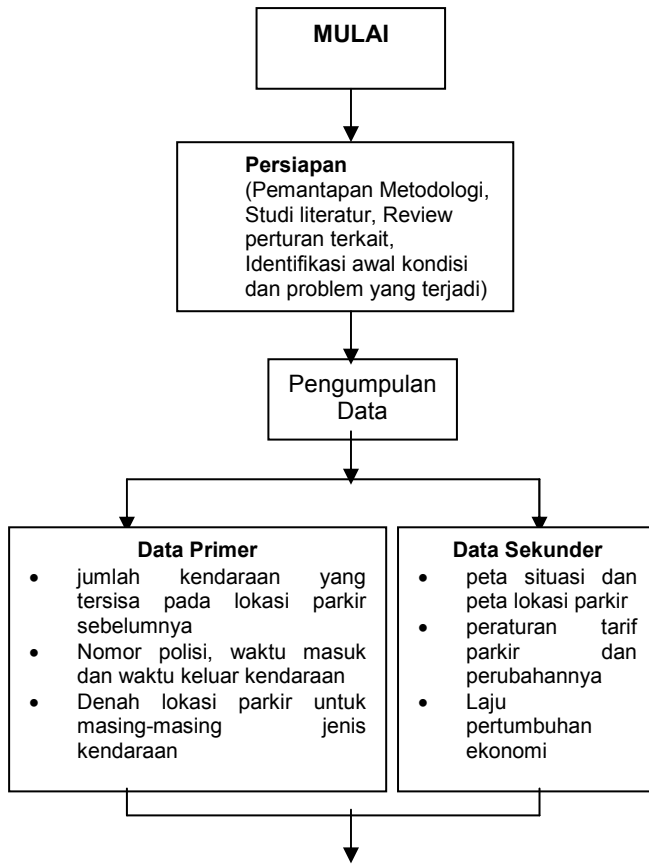 MULAI
Persiapan
(Pemantapan Metodologi,
Studi literatur, Review
perturan terkait,
Identifikasi awal kondisi
dan problem yang terjadi)
Pengumpulan
Data
Data Primer
• jumlah kendaraan yang
tersisa pada lokasi parkir
sebelumnya
• Nomor polisi, waktu masuk
dan waktu keluar kendaraan
• Denah lokasi parkir untuk
masing-masing jenis
kendaraan
Data Sekunder
• peta situasi dan
peta lokasi parkir
• peraturan tarif
parkir dan
perubahannya
• Laju
pertumbuhan
ekonomi